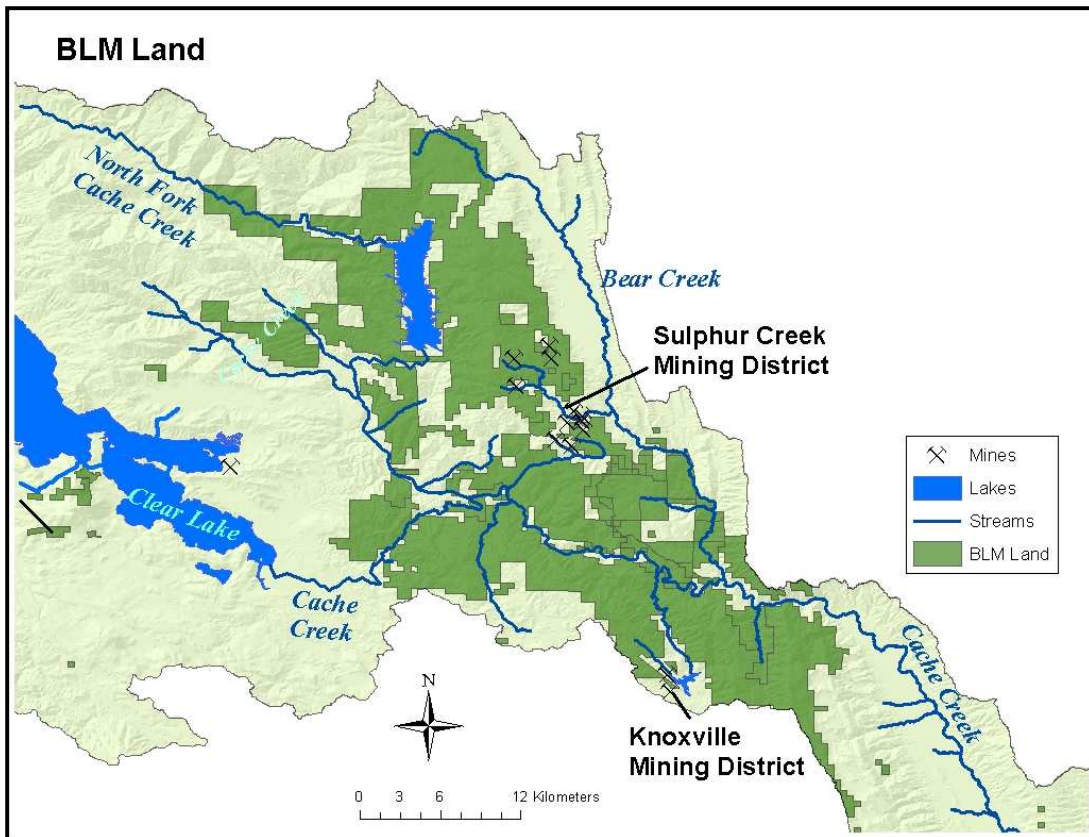 BLM Land
North Fork
Cache Creek
Bear Creek
Sulphur Creek
Mining District
Mines
Lakes
Streams
BLM Land
Clear Lake
Cache
Creek
Cache Creek
N
Knoxville
Mining District
0 3 6 12 Kilometers